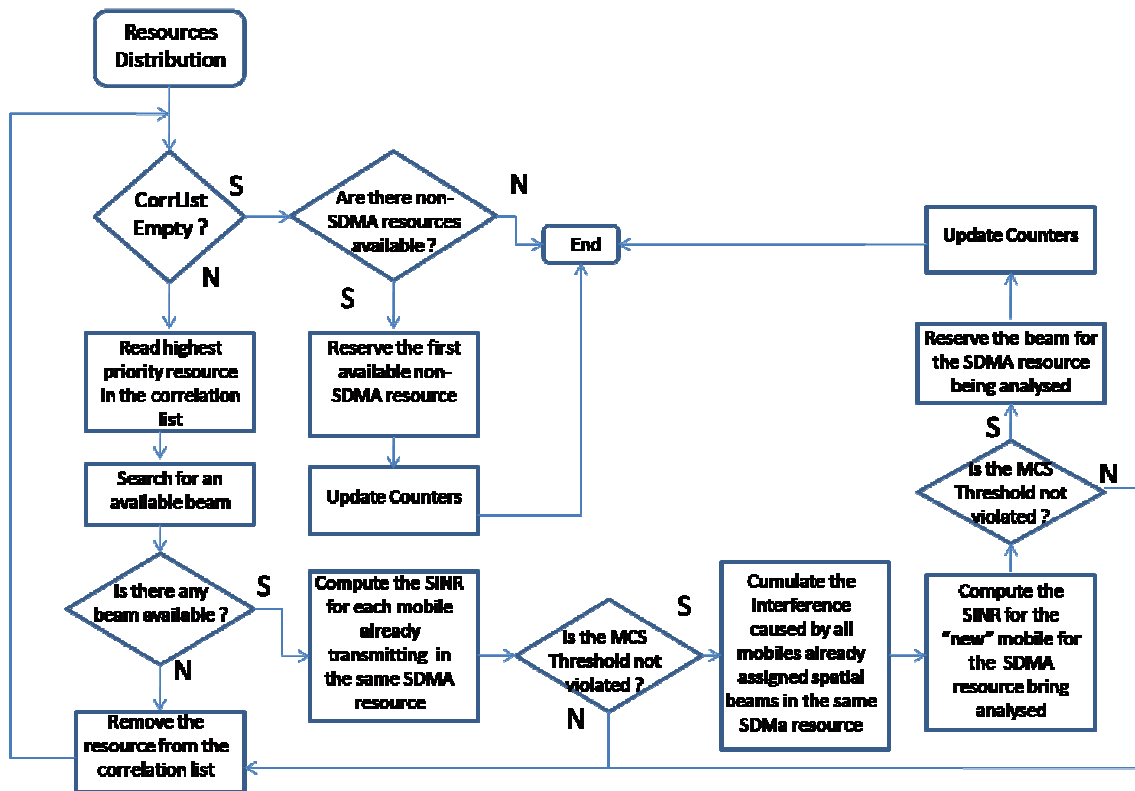 Resources
Distribution
CorrList
Empty ?
S
N
Are there non-
SDMA resources
available ?
N
S
End
Update Counters
Read highest
priority resource
in the correlation
list
Reserve the first
available non-
SDMA resource
Reserve the beam for
the SDMA resource
being analysed
Search for an
available beam
Update Counters
S
Is the MCS
Threshold not
violated ?
N
Is there any
beam available ?
S
N
Compute the SINR
for each mobile
already
transmitting in
the same SDMA
resource
Is the MCS
Threshold not
violated ?
S
N
Cumulate the
Interference
caused by all
mobiles already
assigned spatial
beams in the same
SDMa resource
Compute the
SINR for the
"new" mobile for
the SDMA
resource bring
analysed
Remove the
resource from the
correlation list